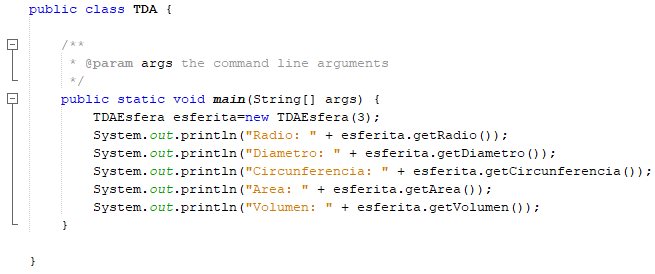 public class TDA {
/**
* @param args the command line arguments
*/
public static void main(String[] args) {
TDAEsfera esferita=new TDAEsfera(3);
System.out.println("Radio: " + esferita.getRadio());
System.out.println("Diametro: " + esferita.getDiametro());
System.out.println("Circunferencia: " + esferita.getCircunferencia());
System.out.println("Area: " + esferita.getArea());
System.out.println("Volumen: " + esferita.getVolumen());
}
}